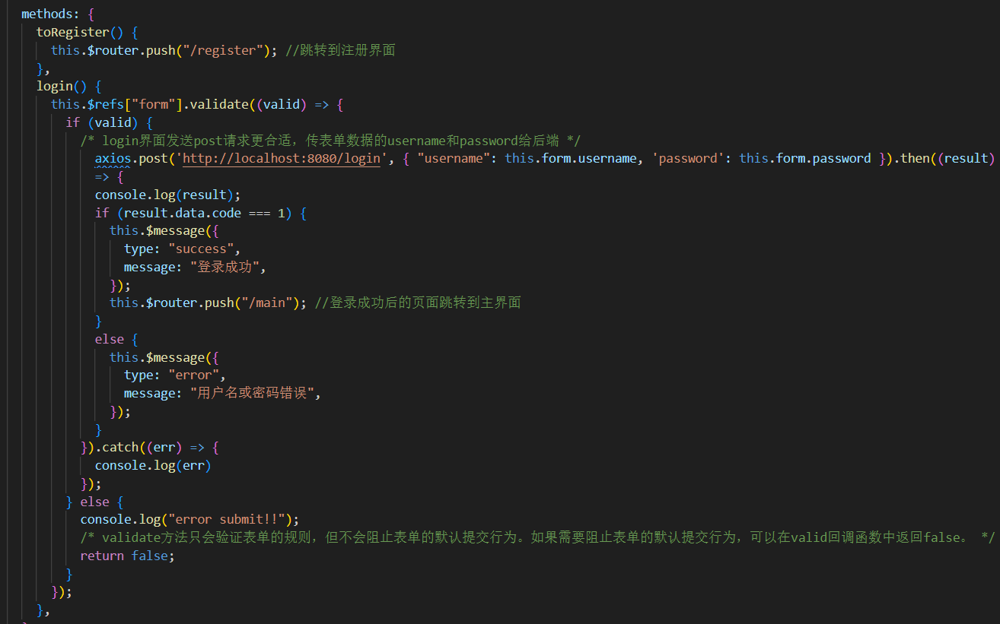 methods: {
toRegister() {
this.$router.push("/register"); //跳转到注册界面
},
login() {
this.$refs["form"].validate((valid) => {
if (valid) {
/* login界面发送post请求更合适，传表单数据的username和password给后端 */
axios.post('http://localhost:8080/login', { "username": this.form.username, 'password': this.form.password }).then((result)
=> {
console.log(result);
if (result.data.code === 1) {
this.$message({
type: "success",
message: "登录成功",
});
this.$router.push("/main"); //登录成功后的页面跳转到主界面
}
else {
this.$message({
type: "error",
message: "用户名或密码错误",
});
}
}).catch((err) => {
console.log(err)
});
} else {
console.log("error submit!!");
/* validate方法只会验证表单的规则，但不会阻止表单的默认提交行为。如果需要阻止表单的默认提交行为，可以在valid回调函数中返回false。 */
return false;
}
});
},